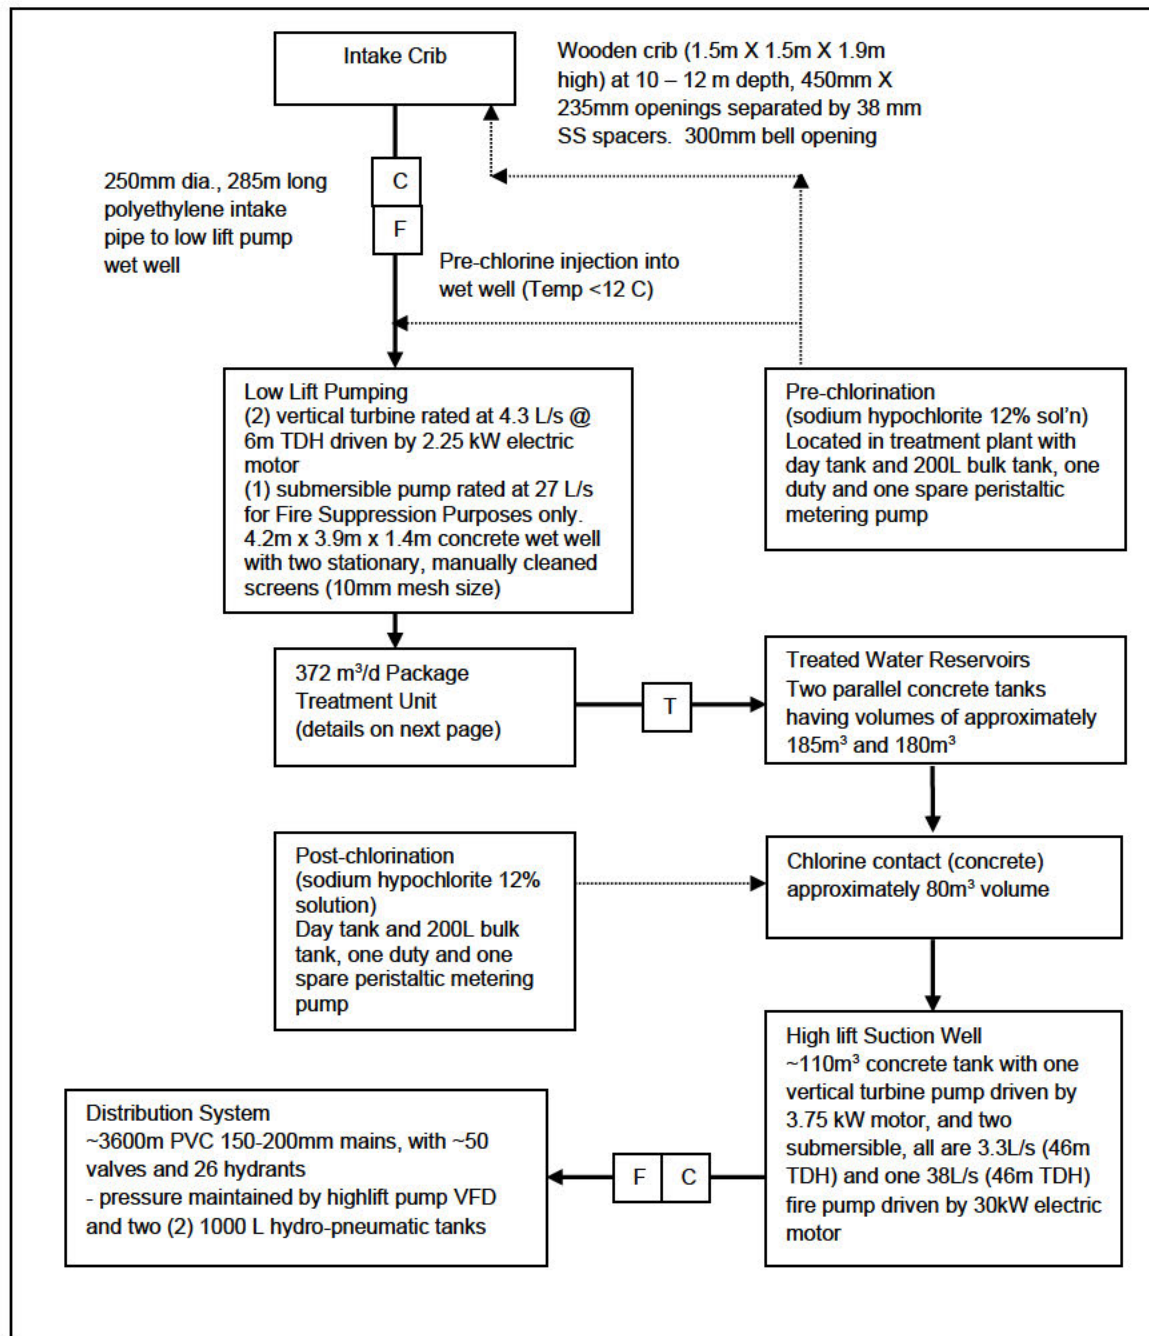 Intake Crib
Wooden crib (1.5m X 1.5m X 1.9m
high) at 10 – 12 m depth, 450mm X
235mm openings separated by 38 mm
SS spacers.  300mm bell opening
250mm dia., 285m long
polyethylene intake
pipe to low lift pump
wet well
C
F
Pre-chlorine injection into
wet well (Temp <12 C)
Low Lift Pumping
(2) vertical turbine rated at 4.3 L/s @
6m TDH driven by 2.25 kW electric
motor
(1) submersible pump rated at 27 L/s
for Fire Suppression Purposes only.
4.2m x 3.9m x 1.4m concrete wet well
with two stationary, manually cleaned
screens (10mm mesh size)
Pre-chlorination
(sodium hypochlorite 12% sol’n)
Located in treatment plant with
day tank and 200L bulk tank, one
duty and one spare peristaltic
metering pump
372 m³/d Package
Treatment Unit
(details on next page)
T
Treated Water Reservoirs
Two parallel concrete tanks
having volumes of approximately
185m³ and 180m³
Post-chlorination
(sodium hypochlorite 12%
solution)
Day tank and 200L bulk
tank, one duty and one
spare peristaltic metering
pump
Chlorine contact (concrete)
approximately 80m³ volume
High lift Suction Well
~110m³ concrete tank with one
vertical turbine pump driven by
3.75 kW motor, and two
submersible, all are 3.3L/s (46m
TDH) and one 38L/s (46m TDH)
fire pump driven by 30kW electric
motor
F C
Distribution System
~3600m PVC 150-200mm mains, with ~50
valves and 26 hydrants
- pressure maintained by highlift pump VFD
and two (2) 1000 L hydro-pneumatic tanks